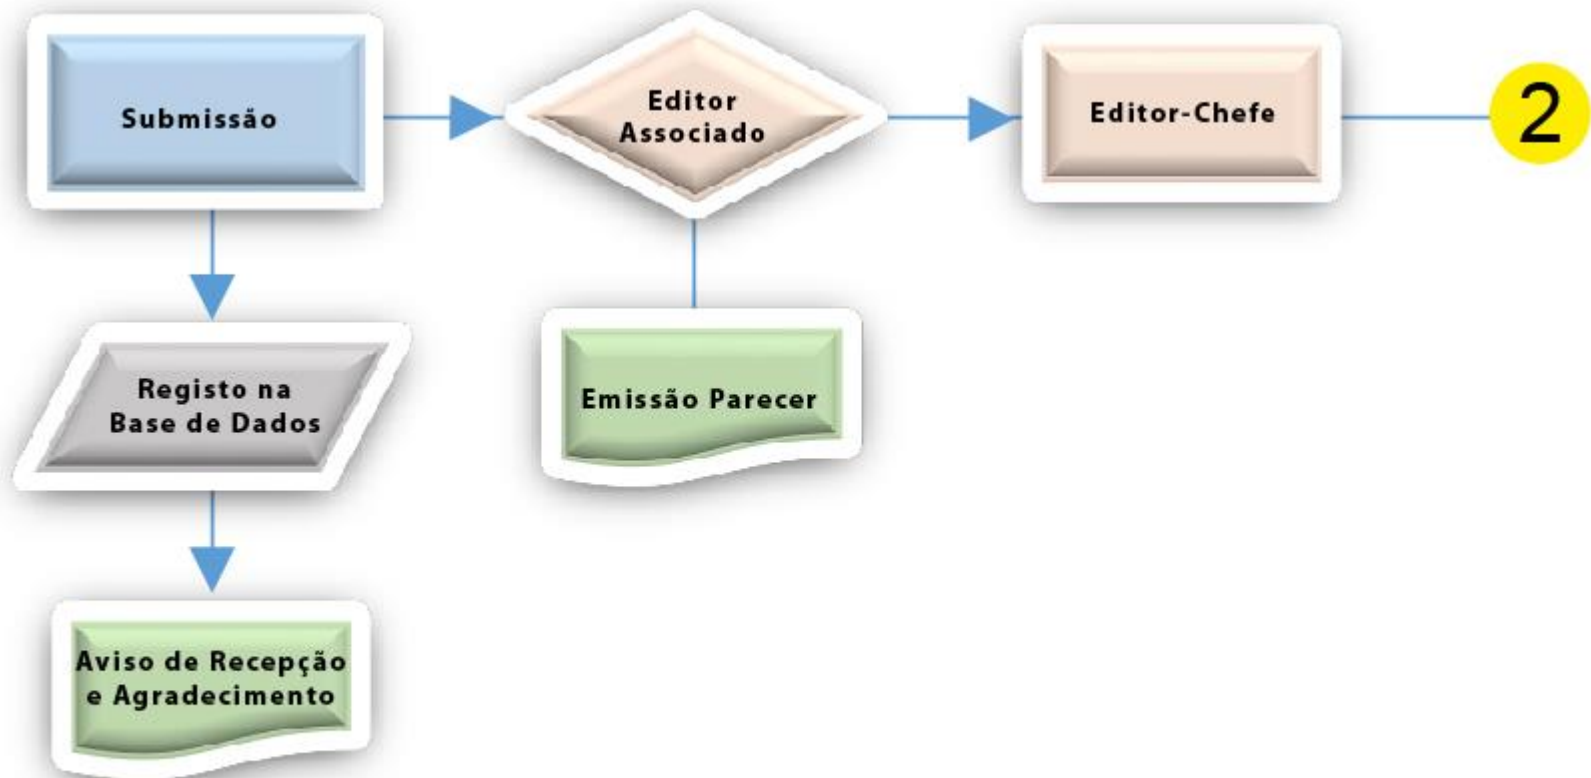 Submissão
Editor
Associado
Editor-Chefe
2
Registo na
Base de Dados
Emissão Parecer
Aviso de Recepção
e Agradecimento